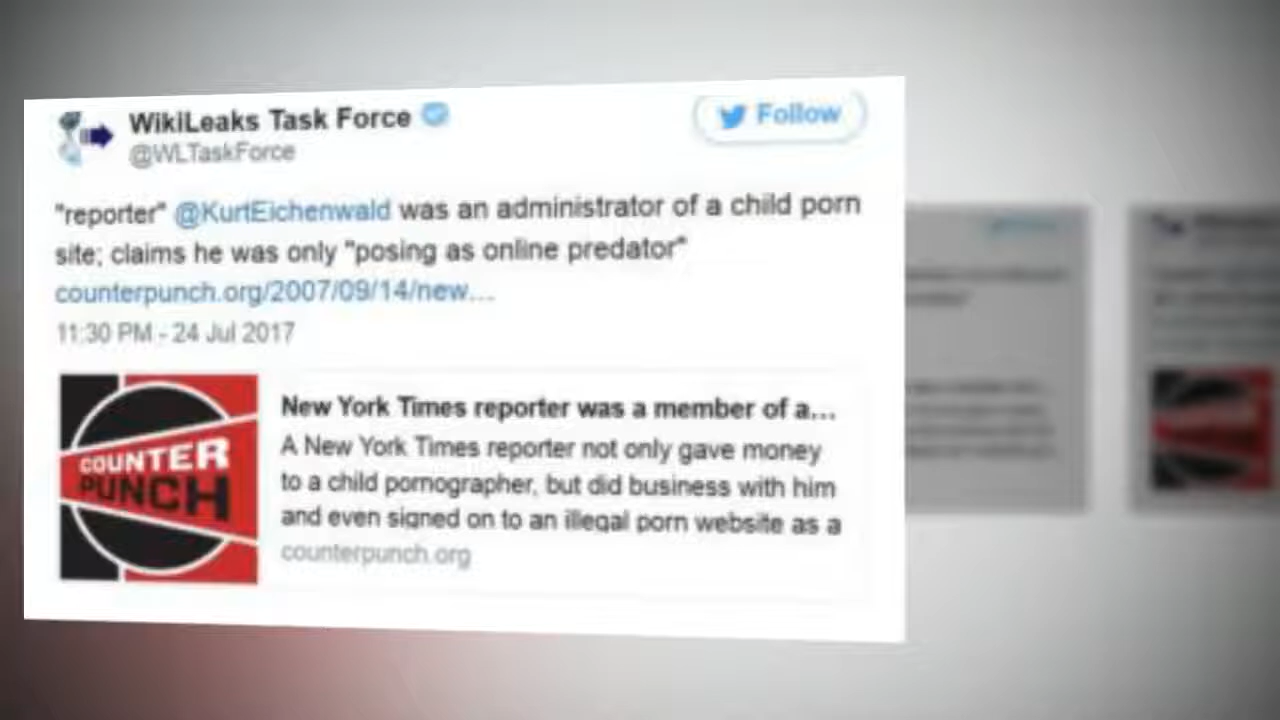 WikiLeaks Task Force
Follow
@WLTaskForce
"reporter" @KurtEichenwald was an administrator of a child porn
site; claims he was only "posing as online predator"
counterpunch.org/2007/09/14/new...
11:30 PM - 24 Jul 2017
New York Times reporter was a member of a...
A New York Times reporter not only gave money
to a child pornographer, but did business with him
and even signed on to an illegal porn website as a
counterpunch.org
COUNTER
PUNCH